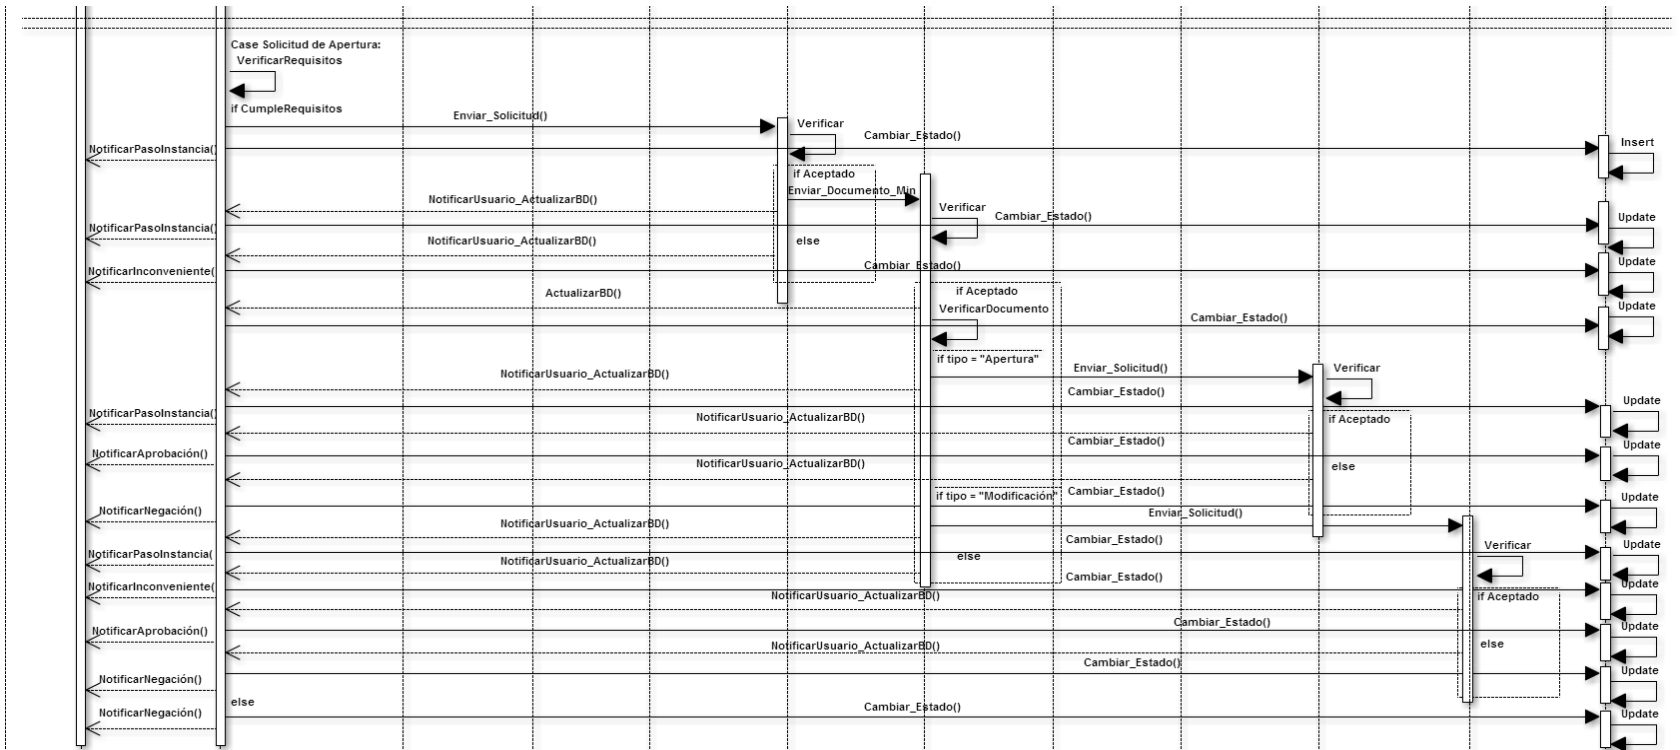 Case Solicitud de Apertura:
VerificarRequisitos
if CumpleRequisitos
Enviar_Solicitud()
Verificar
Cambiar_Estado()
Insert
NotificarPasoInstancia()
if Aceptado
Enviar_Documento_Min
NotificarUsuario_ActualizarBD()
Verificar
Cambiar_Estado()
Update
NotificarPasoInstancia()
NotificarUsuario_ActualizarBD()
else
NotificarInconveniente(
Cambiar_Estado()
Update
ActualizarBD()
if Aceptado
VerificarDocumento
Cambiar_Estado()
Update
if tipo = "Apertura"
NotificarUsuario_ActualizarBD()
Enviar_Solicitud()
Verificar
Cambiar_Estado()
Update
NotificarPasoInstancia()
NotificarUsuario_ActualizarBD()
if Aceptado
Cambiar_Estado()
Update
NotificarAprobación()
NotificarUsuario_ActualizarBD()
else
if tipo = "Modificación"
Cambiar_Estado()
Update
NotificarNegación()
Enviar_Solicitud()
NotificarUsuario_ActualizarBD()
Cambiar_Estado()
Verificar
Update
NotificarPasoInstancia(
NotificarUsuario_ActualizarBD()
else
Cambiar_Estado()
Update
NotificarInconveniente(
NotificarUsuario_ActualizarBD()
if Aceptado
NotificarAprobación()
Cambiar_Estado()
Update
NotificarUsuario_ActualizarBD()
else
Cambiar_Estado()
Update
NotificarNegación()
else
NotificarNegación()
Cambiar_Estado()
Update